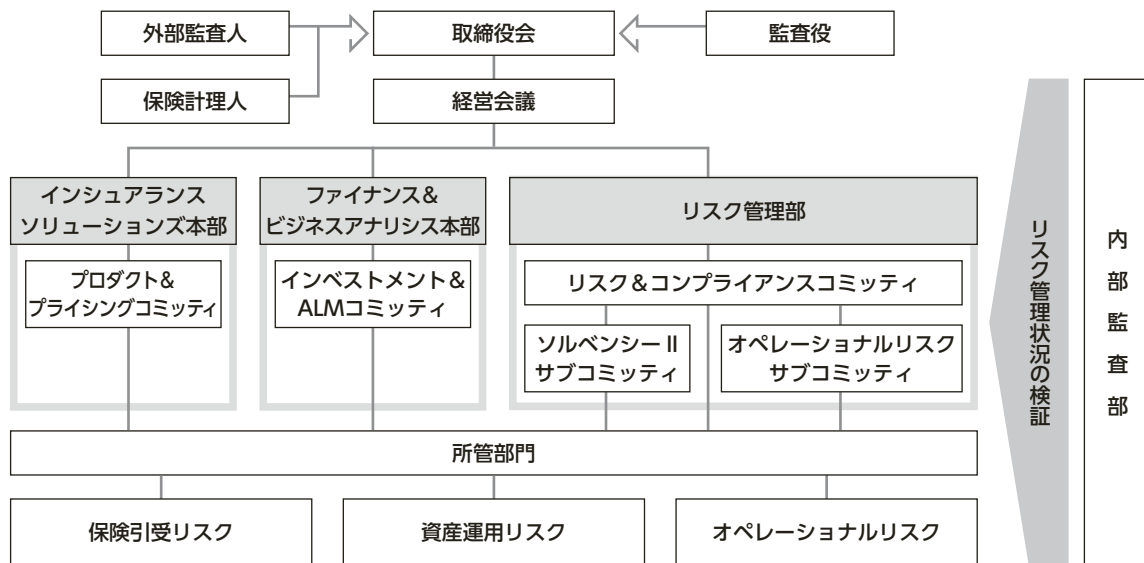 外部監査人
取締役会
監査役
保険計理人
経営会議
インシュアランス
ソリューションズ本部
ファイナンス&
ビジネスアナリシス本部
リスク管理部
プロダクト&
プライシングコミッティ
インベストメント&
ALMコミッティ
リスク&コンプライアンスコミッティ
ソルベンシーⅡ
サブコミッティ
オペレーショナルリスク
サブコミッティ
所管部門
保険引受リスク
資産運用リスク
オペレーショナルリスク
リスク管理状況の検証
内部監査部